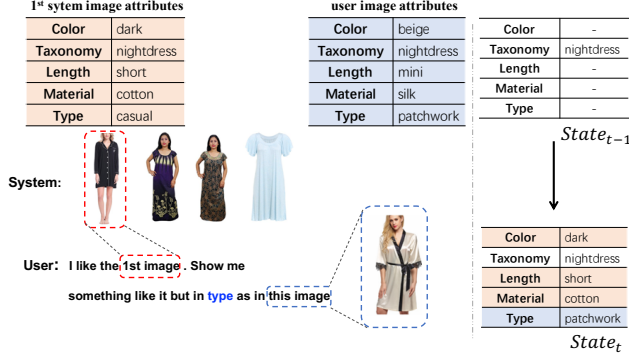 1st sytem image attributes
Color dark
Taxonomy nightdress
Length short
Material cotton
Type casual
user image attributes
Color beige
Taxonomy nightdress
Length mini
Material silk
Type patchwork
Color -
Taxonomy nightdress
Length -
Material -
Type -
State_{t-1}
System:
User: I like the 1st image . Show me
something like it but in type as in this image
Color dark
Taxonomy nightdress
Length short
Material cotton
Type patchwork
State_t